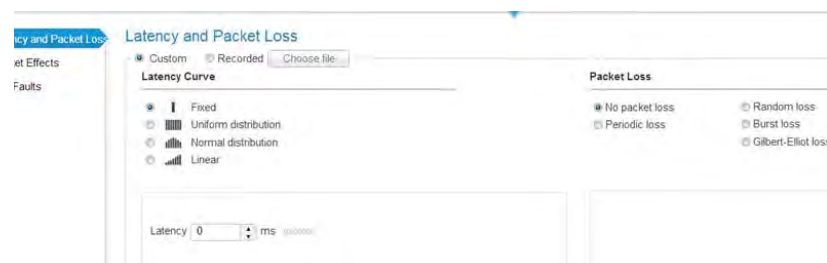 ncy and Packet Loss
et Effects
Faults
Latency and Packet Loss
Custom Recorded Choose file
Latency Curve
Fixed
Uniform distribution
Normal distribution
Linear
Latency 0 ms
Packet Loss
No packet loss Random loss
Periodic loss Burst loss
Gilbert-Elliot loss